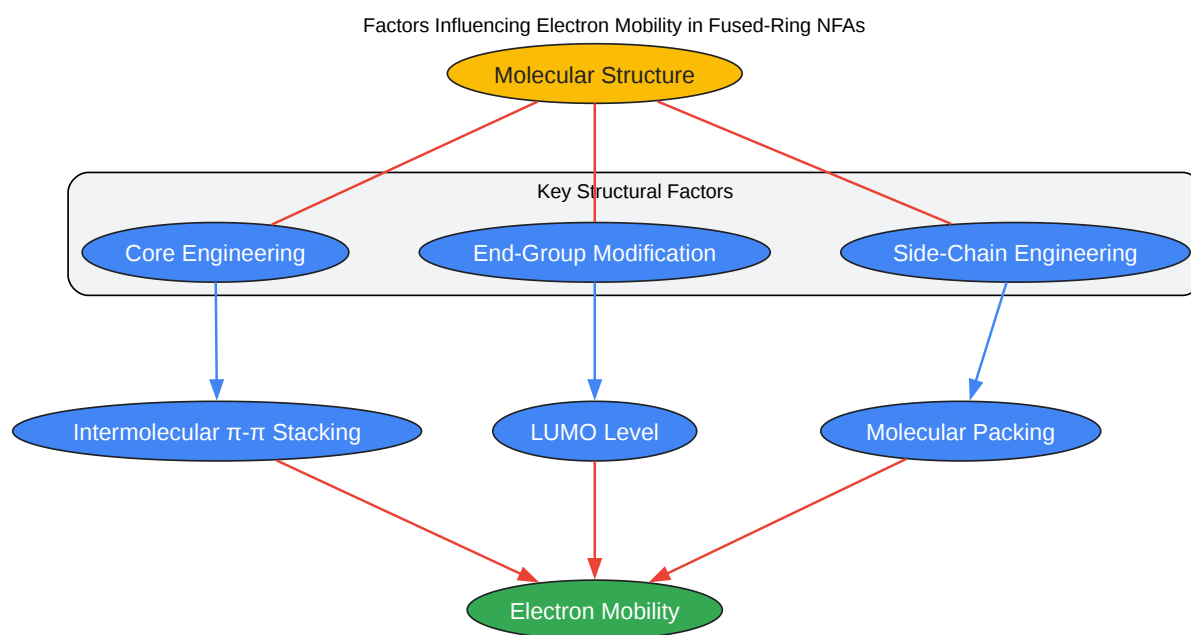 Factors Influencing Electron Mobility in Fused-Ring NFAs
Molecular Structure
Key Structural Factors
Core Engineering
End-Group Modification
Side-Chain Engineering
Intermolecular π-π Stacking
LUMO Level
Molecular Packing
Electron Mobility